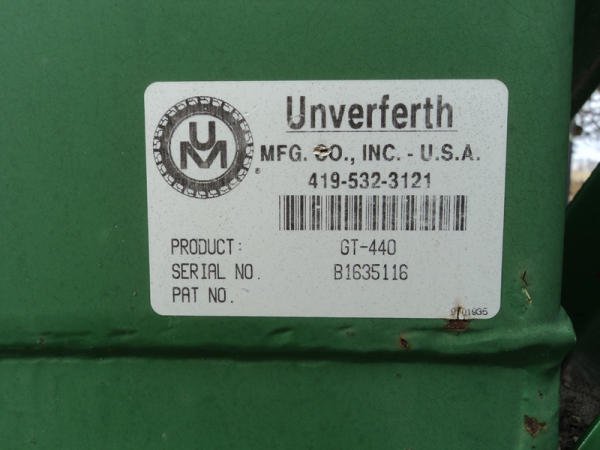 UM
®
Unverferth
MFG. CO., INC. - U.S.A.
419-532-3121
PRODUCT: GT-440
SERIAL NO. B1635116
PAT NO.